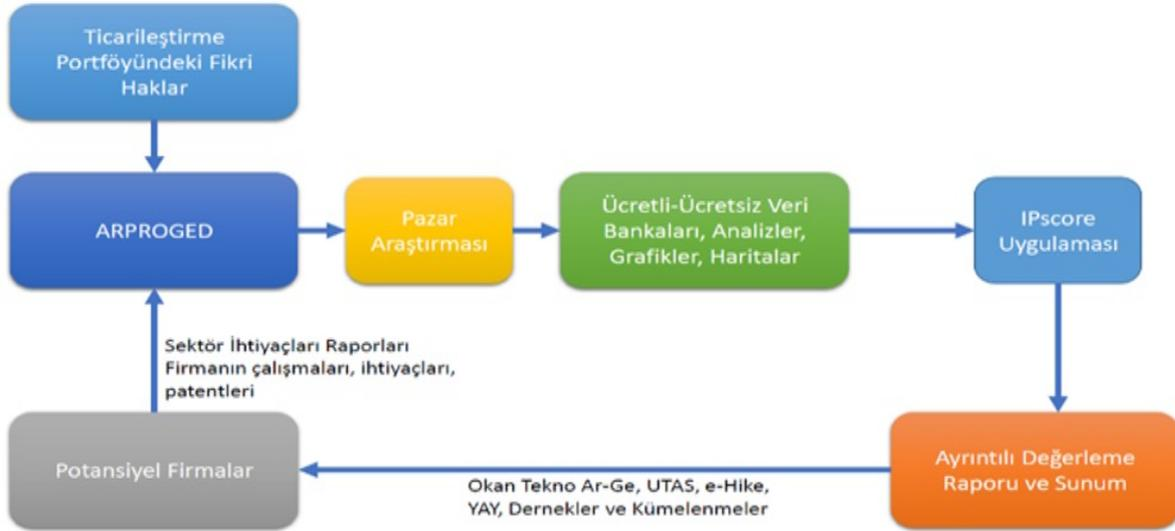 Ticarileştirme
Portföyündeki Fikri
Haklar
ARPROGED
Pazar
Araştırması
Ücretli-Ücretsiz Veri
Bankaları, Analizler,
Grafikler, Haritalar
IPscore
Uygulaması
Sektör İhtiyaçları Raporları
Firmanın çalışmaları, ihtiyaçları,
patentleri
Potansiyel Firmalar
Okan Tekno Ar-Ge, UTAS, e-Hike,
YAY, Dernekler ve Kümelenmeler
Ayrıntılı Değerleme
Raporu ve Sunum